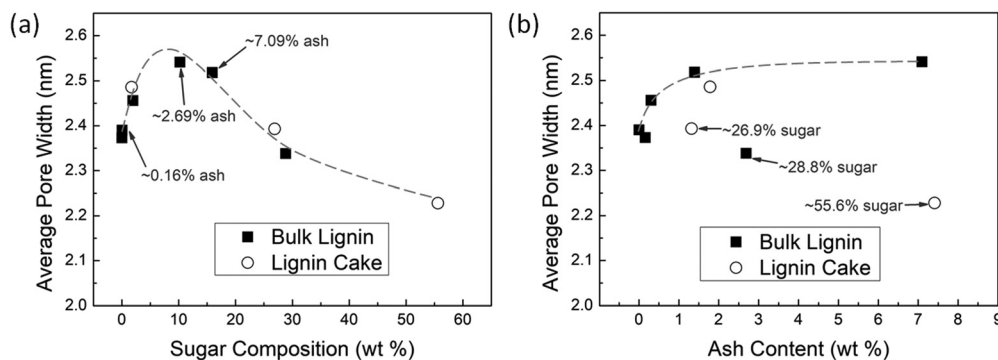 (a)
Average Pore Width (nm)
2.6
2.5
2.4
2.3
2.2
2.1
2.0
~7.09% ash
~2.69% ash
~0.16% ash
Bulk Lignin
Lignin Cake
0 10 20 30 40 50 60
Sugar Composition (wt %)
(b)
Average Pore Width (nm)
2.6
2.5
2.4
2.3
2.2
2.1
2.0
~26.9% sugar
~28.8% sugar
~55.6% sugar
Bulk Lignin
Lignin Cake
0 1 2 3 4 5 6 7 8 9
Ash Content (wt %)